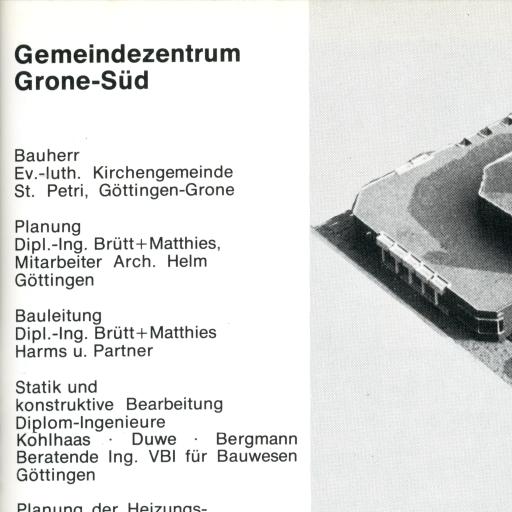 Gemeindezentrum
Grone-Süd
Bauherr
Ev.-luth. Kirchengemeinde
St. Petri, Göttingen-Grone
Planung
Dipl.-Ing. Brütt+Matthies,
Mitarbeiter Arch. Helm
Göttingen
Bauleitung
Dipl.-Ing. Brütt+Matthies
Harms u. Partner
Statik und
konstruktive Bearbeitung
Diplom-Ingenieure
Kohlhaas · Duwe · Bergmann
Beratende Ing. VBI für Bauwesen
Göttingen
Planung der Heizungs-